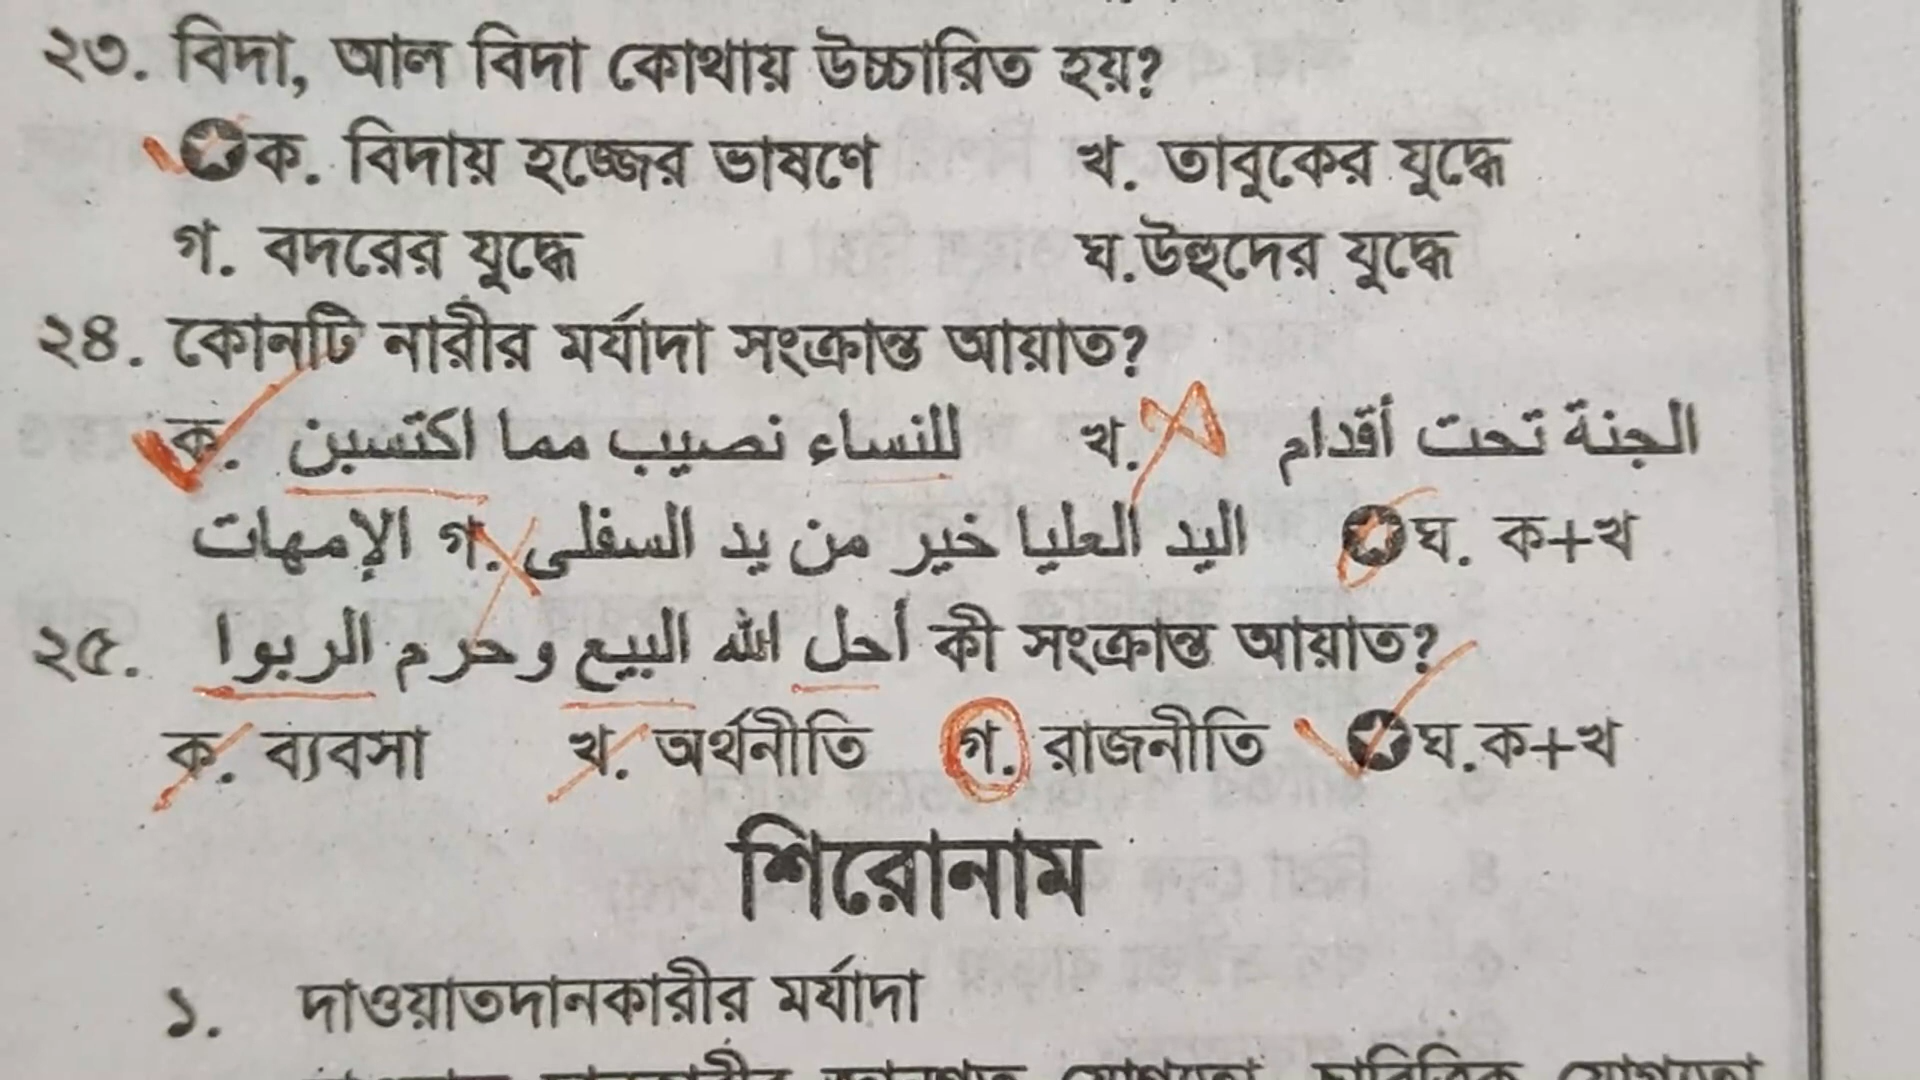 ২৩. বিদা, আল বিদা কোথায় উচ্চারিত হয়?
ক. বিদায় হজ্জের ভাষণে খ. তাবুকের যুদ্ধে
গ. বদরের যুদ্ধে ঘ.উহুদের যুদ্ধে
২৪. কোনটি নারীর মর্যাদা সংক্রান্ত আয়াত?
ক. للنساء نصيب مما اكتسبن খ. الجنة تحت أقدام
الإمهات গ. اليد العليا خير من يد السفلى ঘ. ক+খ
২৫. أحل الله البيع وحرم الربوا কী সংক্রান্ত আয়াত?
ক. ব্যবসা খ. অর্থনীতি গ. রাজনীতি ঘ.ক+খ
শিরোনাম
১. দাওয়াতদানকারীর মর্যাদা